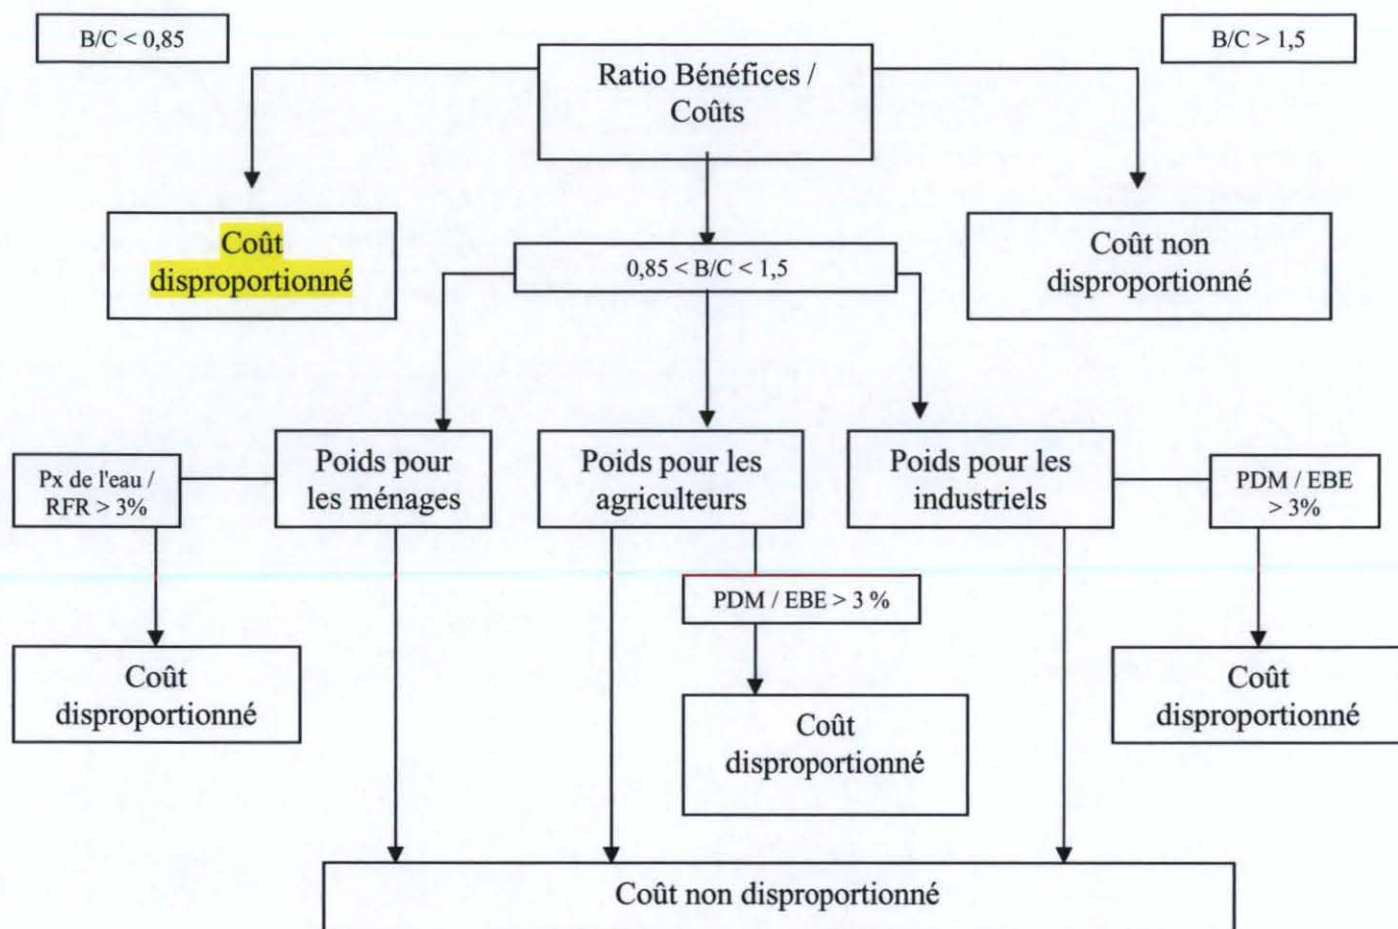 B/C < 0,85
B/C > 1,5
Ratio Bénéfices /
Coûts
Coût
disproportionné
Coût non
disproportionné
0,85 < B/C < 1,5
Px de l'eau /
RFR > 3%
Poids pour
les ménages
Poids pour les
agriculteurs
Poids pour les
industriels
PDM / EBE
> 3%
PDM / EBE > 3 %
Coût
disproportionné
Coût
disproportionné
Coût
disproportionné
Coût non disproportionné